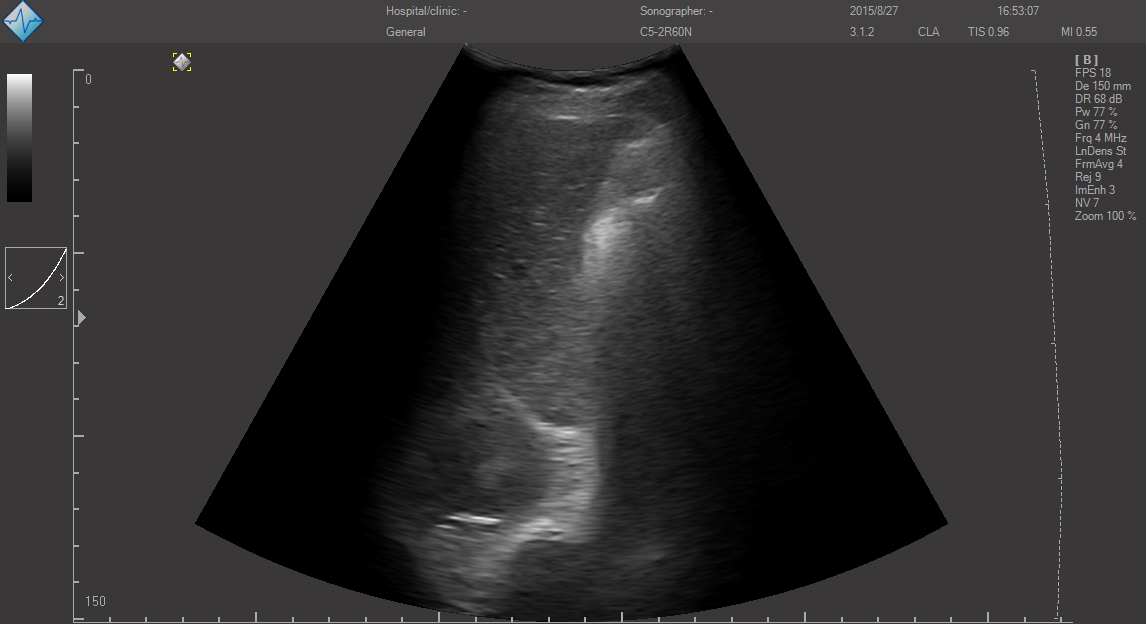 Hospital/clinic: - Sonographer: - 2015/8/27 16:53:07
General C5-2R60N 3.1.2 CLA TIS 0.96 MI 0.55
[ B ]
FPS 18
De 150 mm
DR 68 dB
Pw 77 %
Gn 77 %
Frq 4 MHz
LnDens St
FrmAvg 4
Rej 9
ImEnh 3
NV 7
Zoom 100 %
0
2
150